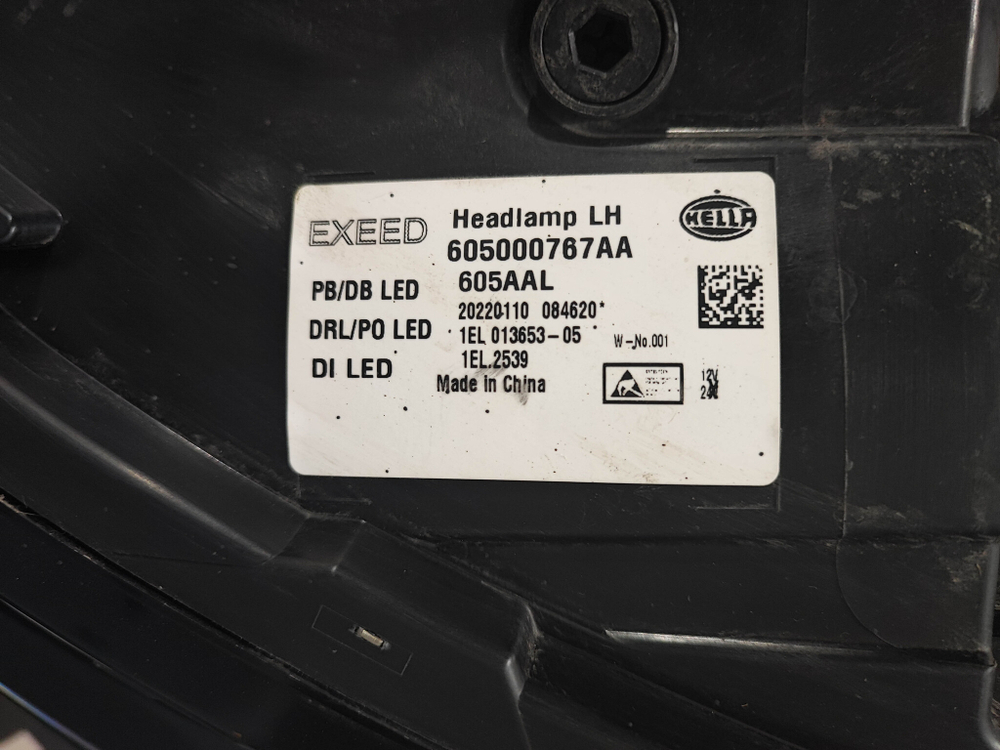 EXEED
Headlamp LH
HELLA
605000767AA
605AAL
PB/DB LED
20220110 084620*
DRL/PO LED
1EL 013653-05
W-No.001
DI LED
1EL.2539
Made in China
12V